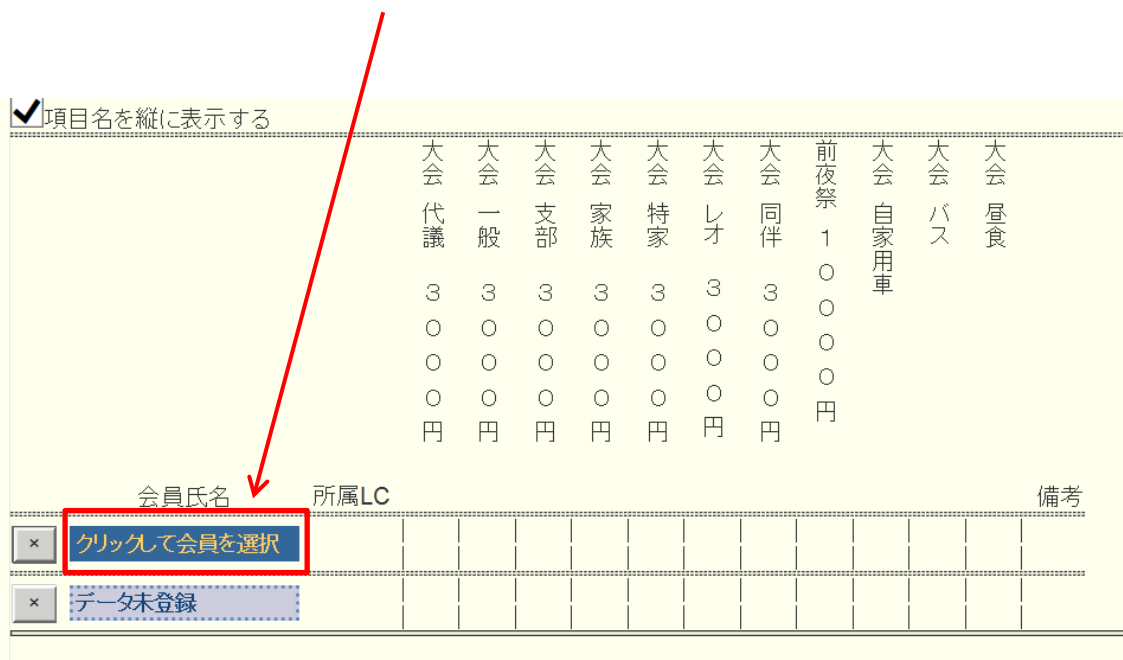 項目名を縦に表示する
大会 代議 3000円
大会 一般 3000円
大会 支部 3000円
大会 家族 3000円
大会 特家 3000円
大会 レオ 3000円
大会 同伴 3000円
前夜祭 10000円
大会 自家用車
大会 バス
大会 昼食
会員氏名 所属LC 備考
× クリックして会員を選択
× データ未登録